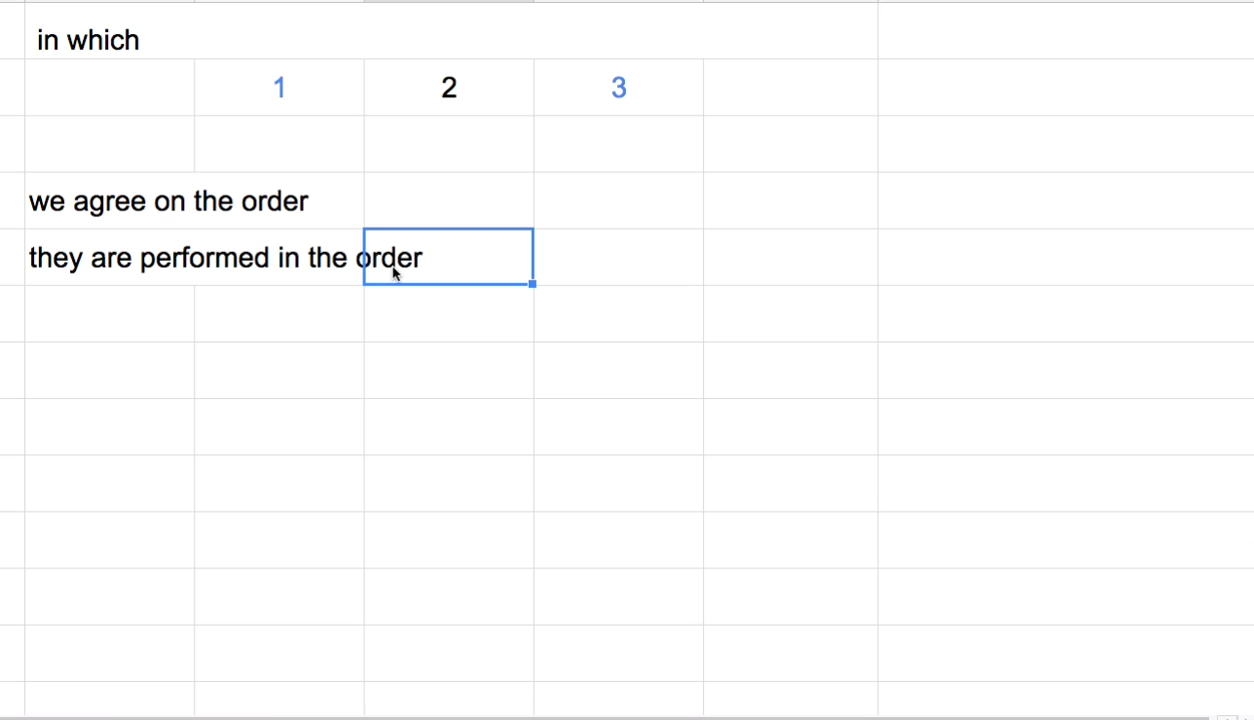 in which
1 2 3
we agree on the order
they are performed in the order